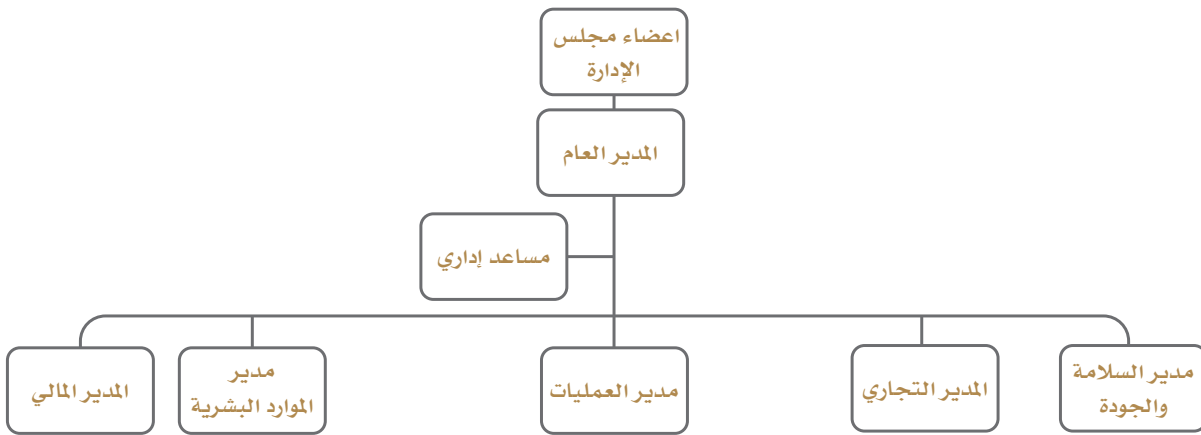 اعضاء مجلس
الإدارة
المدير العام
مساعد إداري
مدير السلامة
والجودة
المدير التجاري
مدير العمليات
مدير
الموارد البشرية
المدير المالي